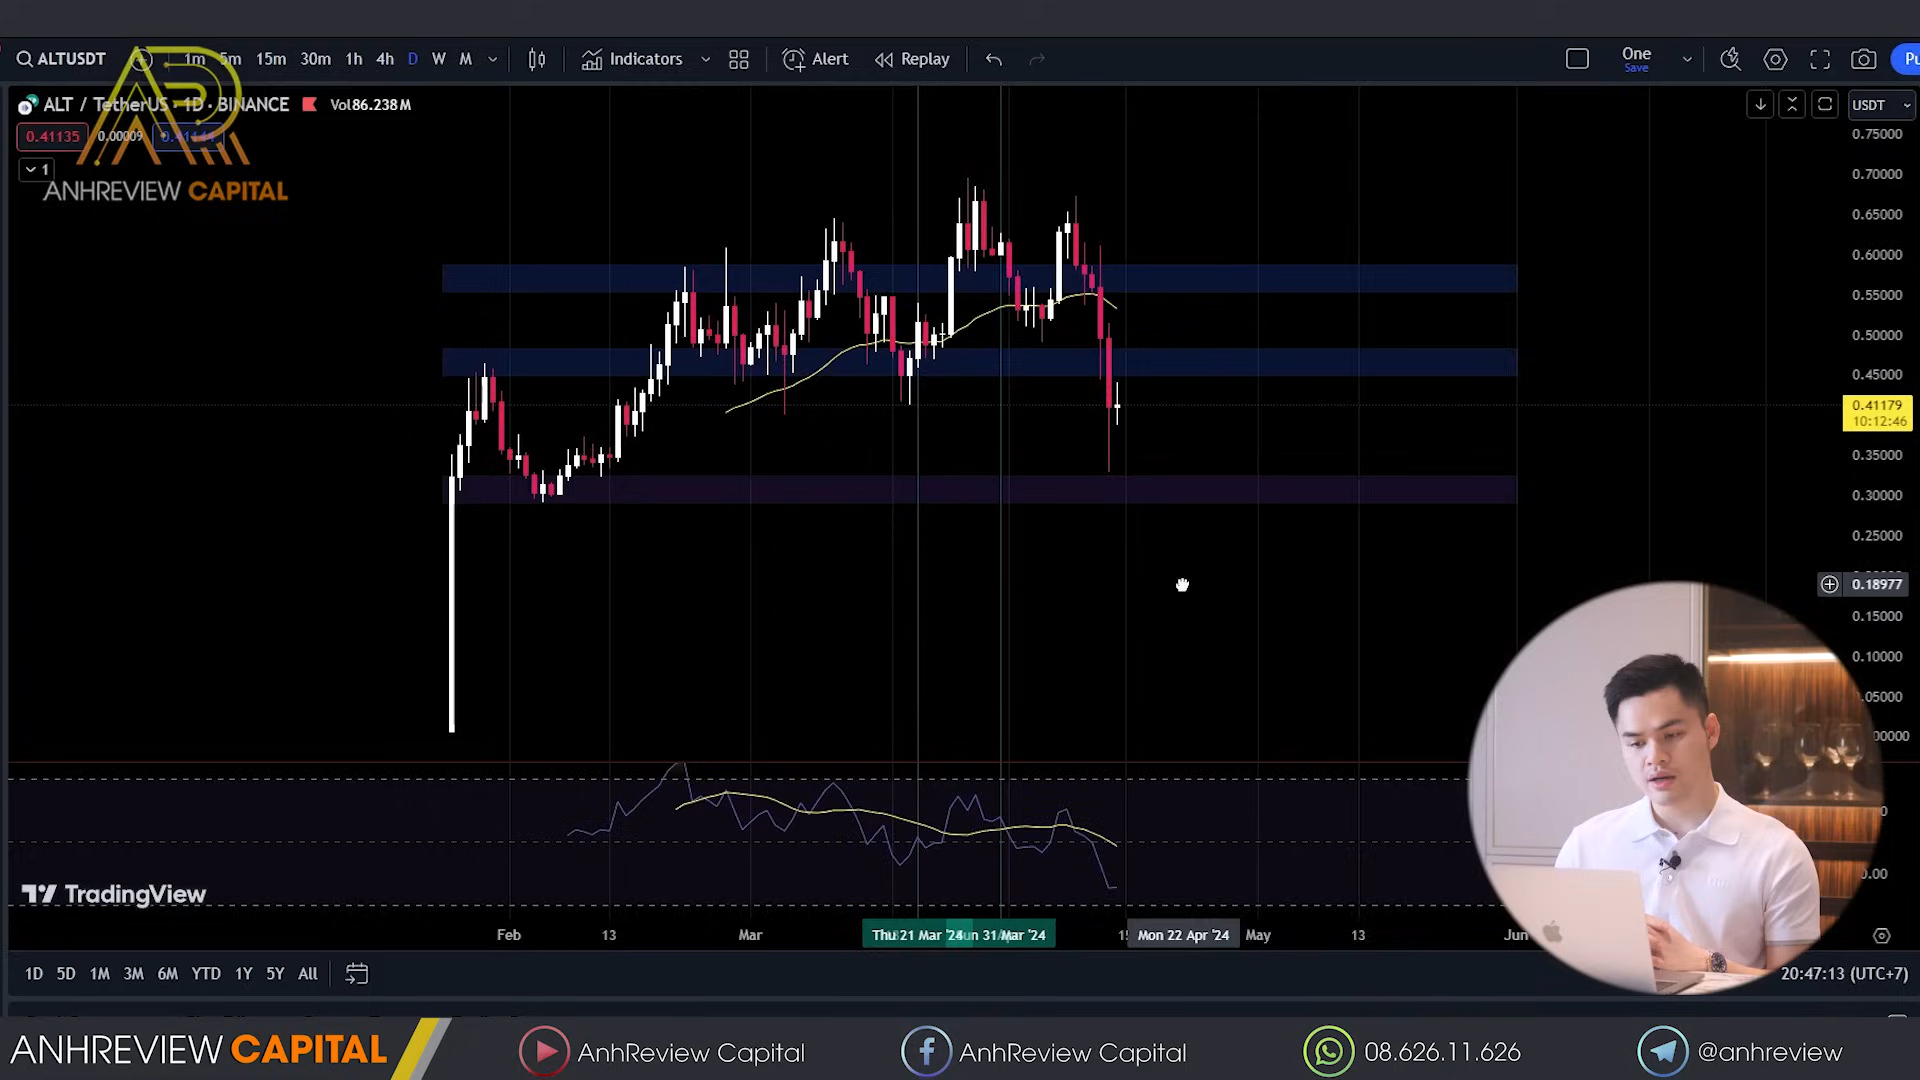 ALTUSDT 1m 5m 15m 30m 1h 4h D W M Indicators Alert Replay One
Save
ALT / TetherUS · 1D · BINANCE Vol86.238M
USDT
0.41135 0.00009
1
ANHREVIEW CAPITAL
0.75000
0.70000
0.65000
0.60000
0.55000
0.50000
0.45000
0.41179
10:12:46
0.35000
0.30000
0.25000
0.18977
0.15000
0.10000
TradingView
Feb 13 Mar Thu 21 Mar '24 31 Mar '24 Mon 22 Apr '24 May 13 Jun
1D 5D 1M 3M 6M YTD 1Y 5Y All
20:47:13 (UTC+7)
ANHREVIEW CAPITAL AnhReview Capital AnhReview Capital 08.626.11.626 @anhreview